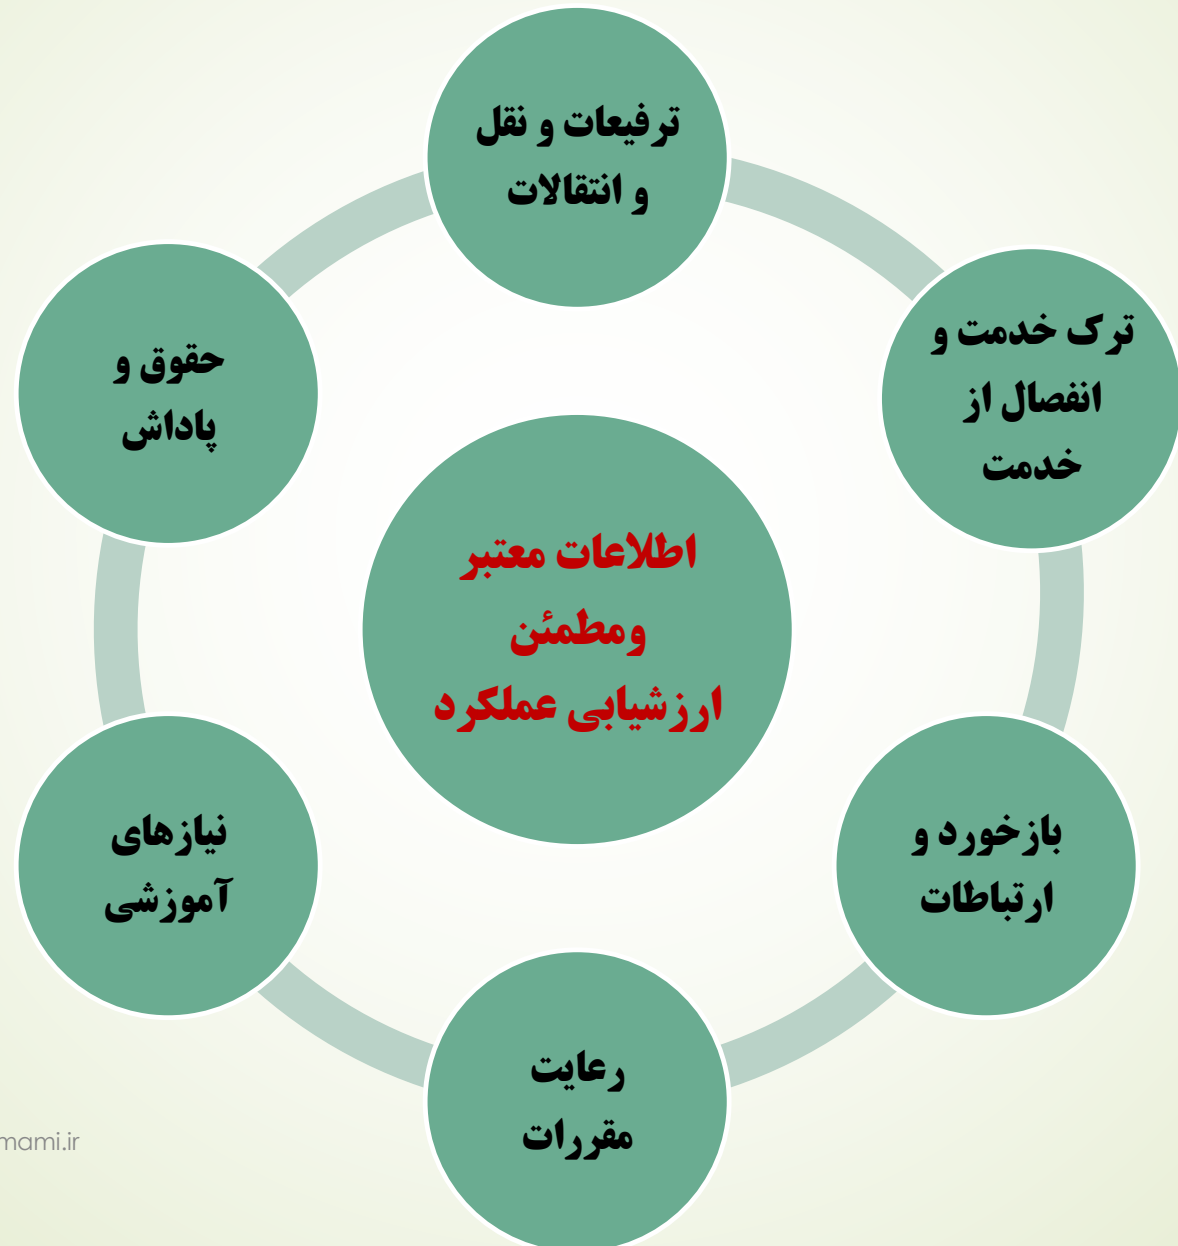 ترفیعات و نقل
و انتقالات
ترک خدمت و
انفصال از
خدمت
بازخورد و
ارتباطات
رعایت
مقررات
نیازهای
آموزشی
حقوق و
پاداش
اطلاعات معتبر
ومطمئن
ارزشیابی عملکرد
mami.ir